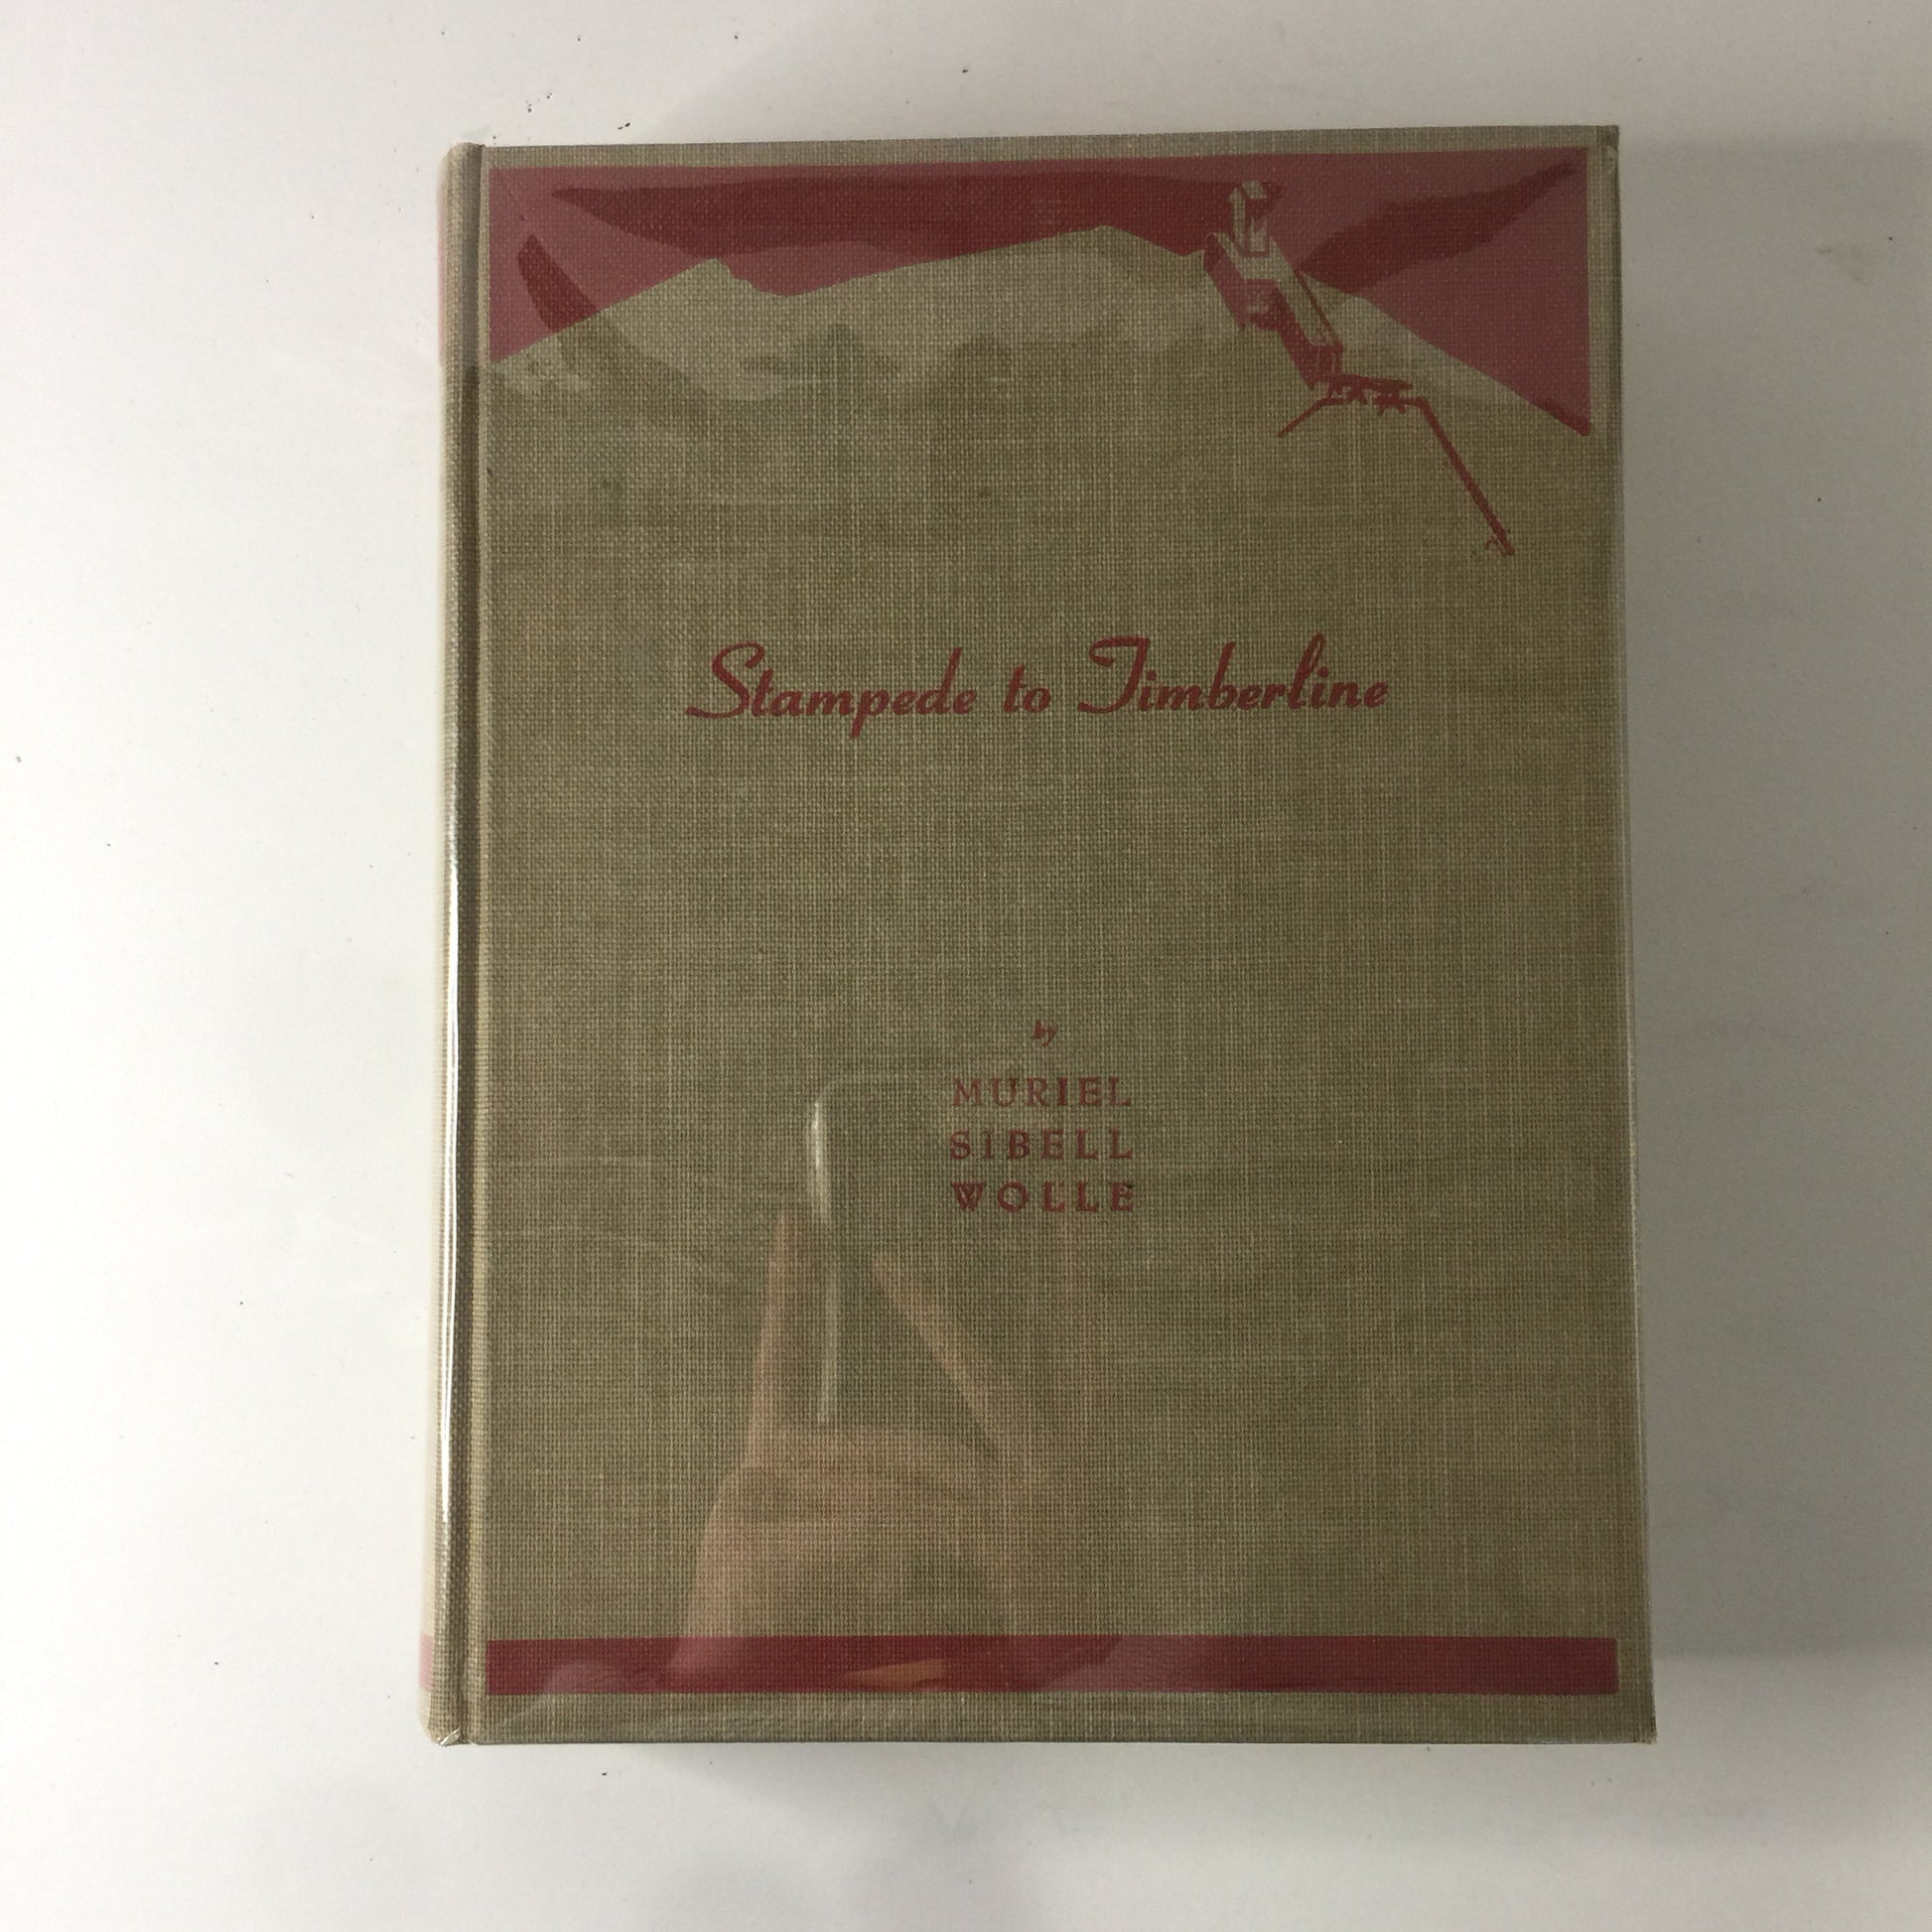 Stampede to Timberline
by
MURIEL
SIBELL
WOLLE